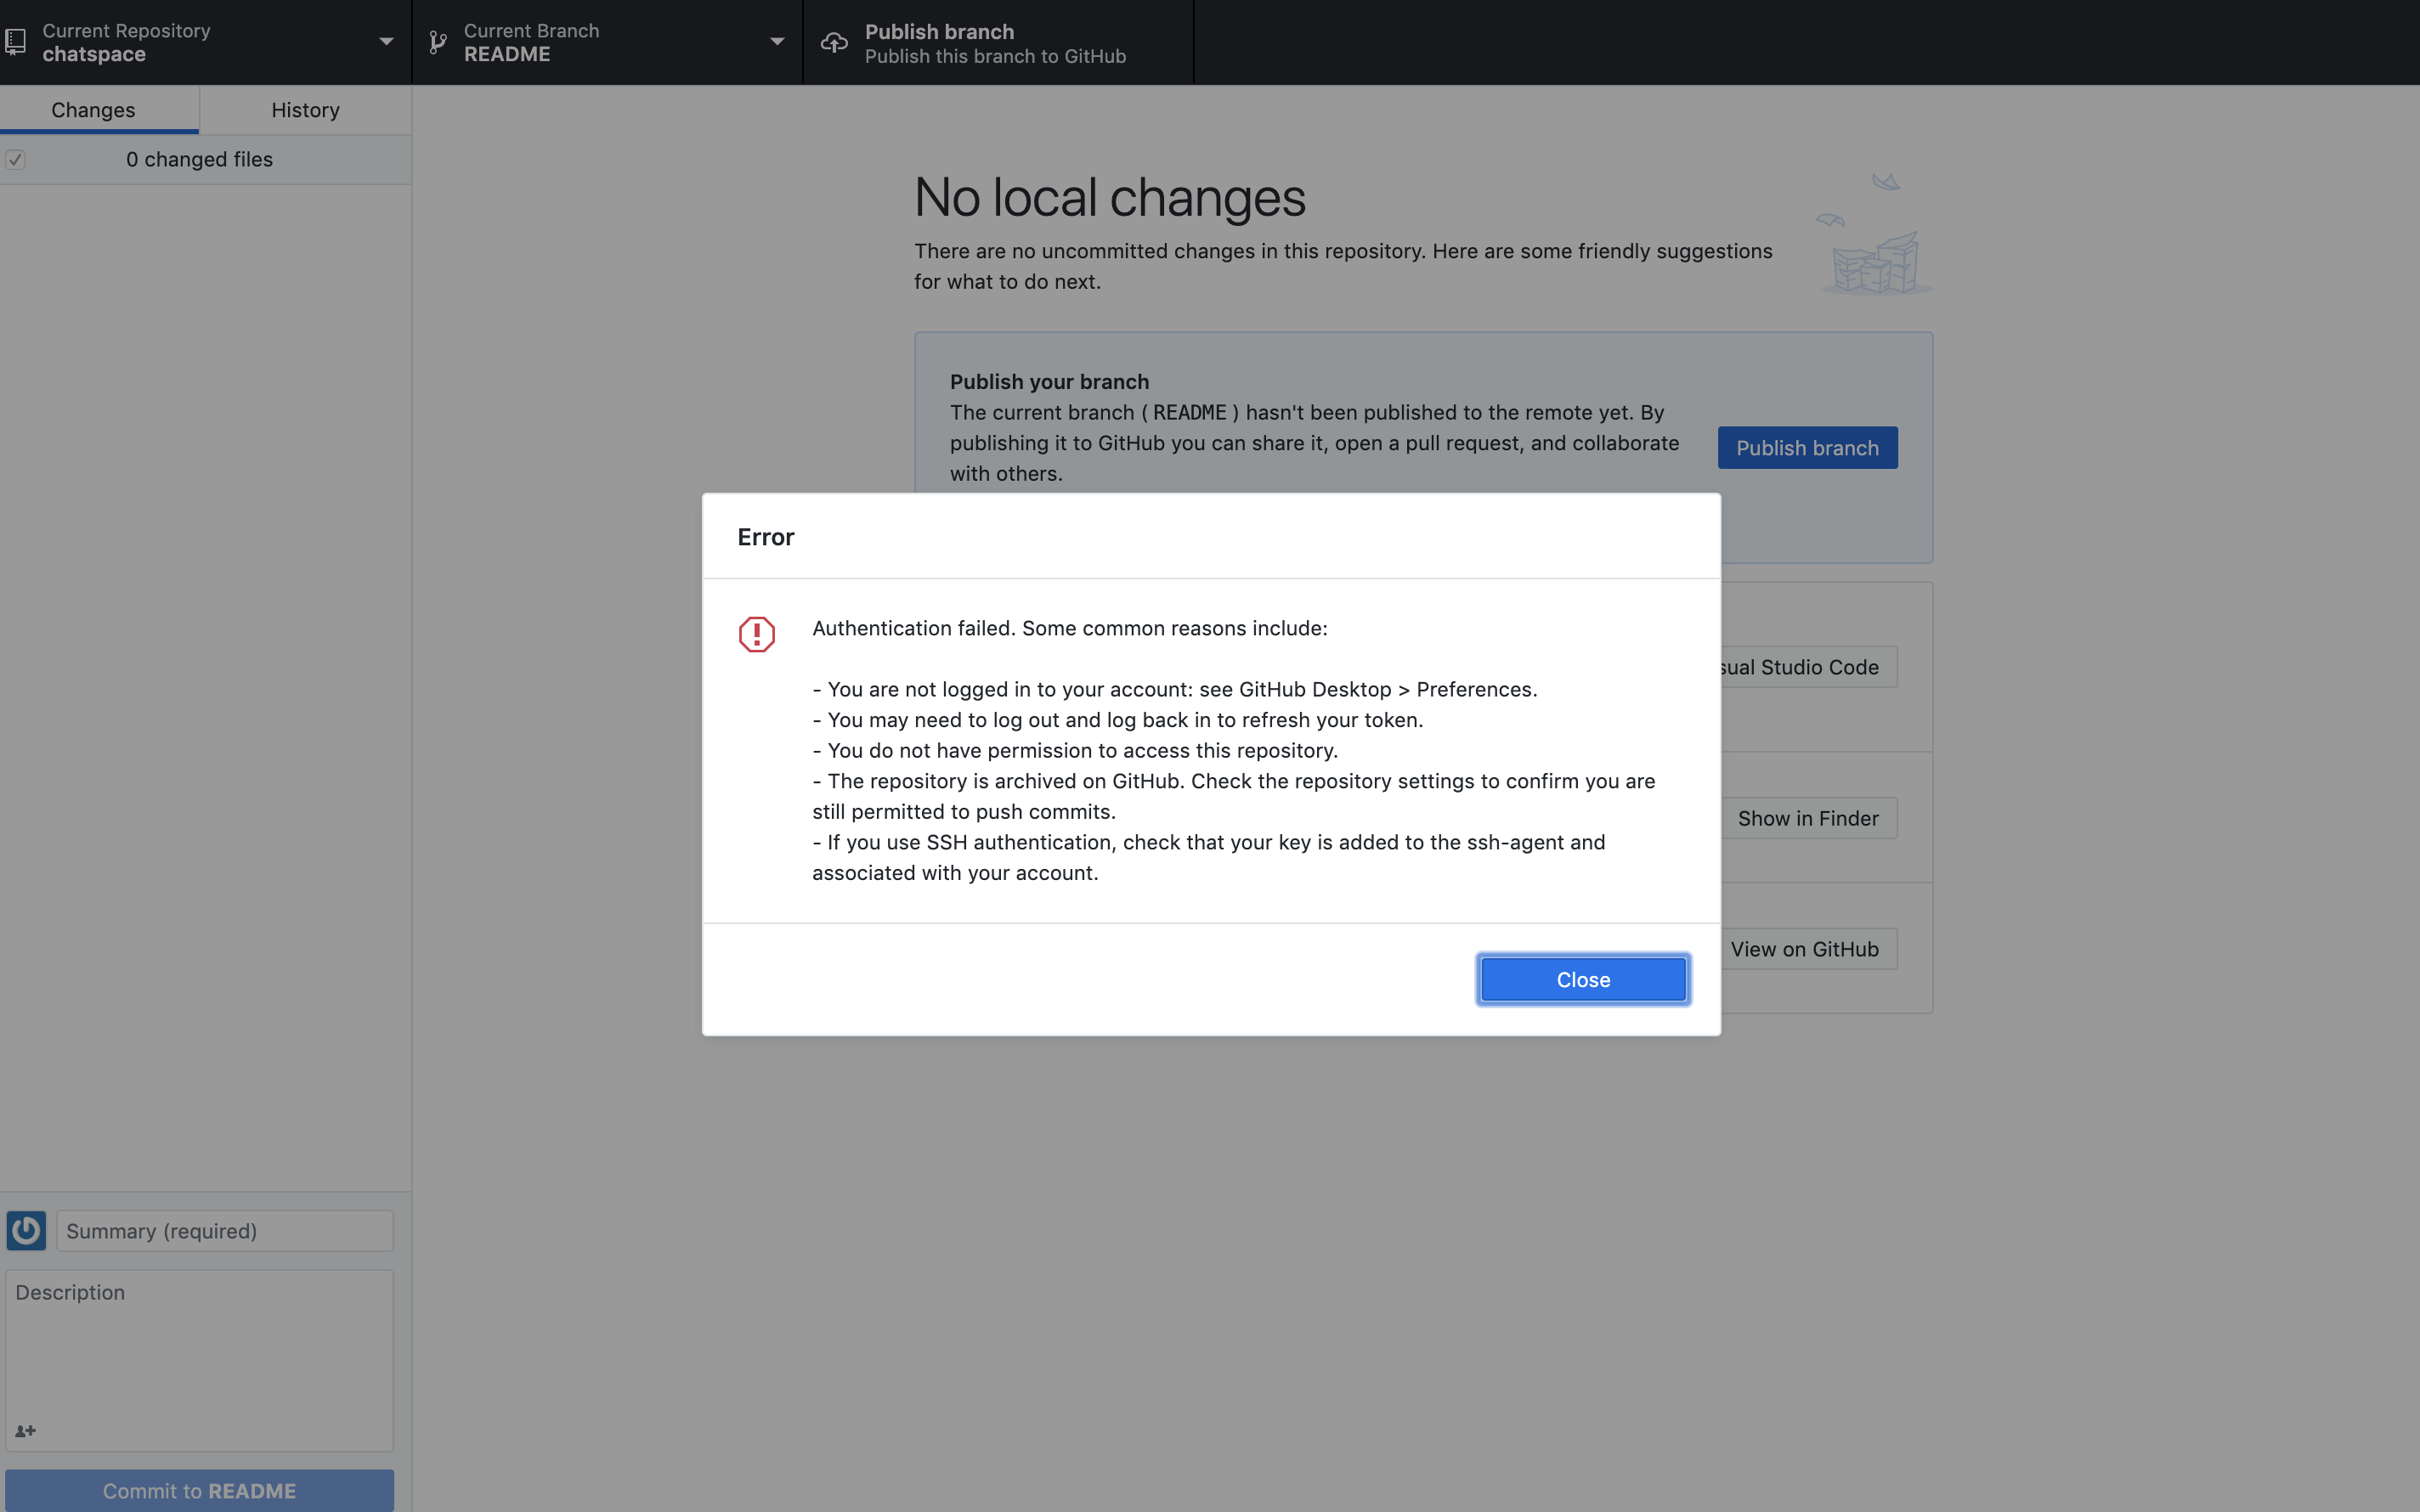 Current Repository
chatspace
Current Branch
README
Publish branch
Publish this branch to GitHub
Changes
History
0 changed files
No local changes
There are no uncommitted changes in this repository. Here are some friendly suggestions
for what to do next.
Publish your branch
The current branch ( README ) hasn't been published to the remote yet. By
publishing it to GitHub you can share it, open a pull request, and collaborate
with others.
Publish branch
Error
Authentication failed. Some common reasons include:
- You are not logged in to your account: see GitHub Desktop > Preferences.
- You may need to log out and log back in to refresh your token.
- You do not have permission to access this repository.
- The repository is archived on GitHub. Check the repository settings to confirm you are
still permitted to push commits.
- If you use SSH authentication, check that your key is added to the ssh-agent and
associated with your account.
Close
sual Studio Code
Show in Finder
View on GitHub
Summary (required)
Description
Commit to README